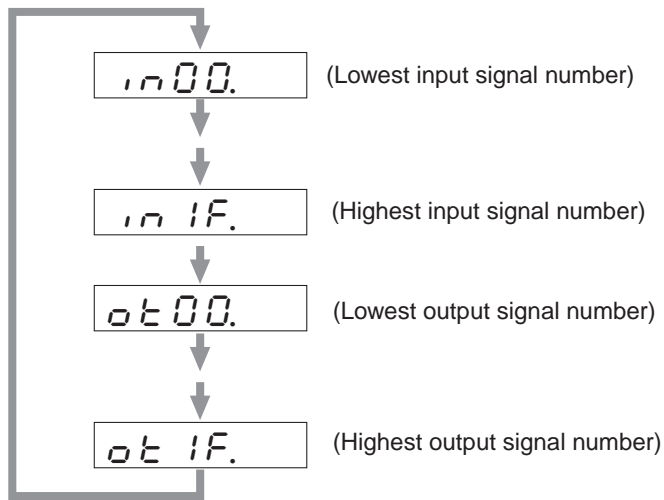 in00. (Lowest input signal number)
in 1F. (Highest input signal number)
ot00. (Lowest output signal number)
ot 1F. (Highest output signal number)